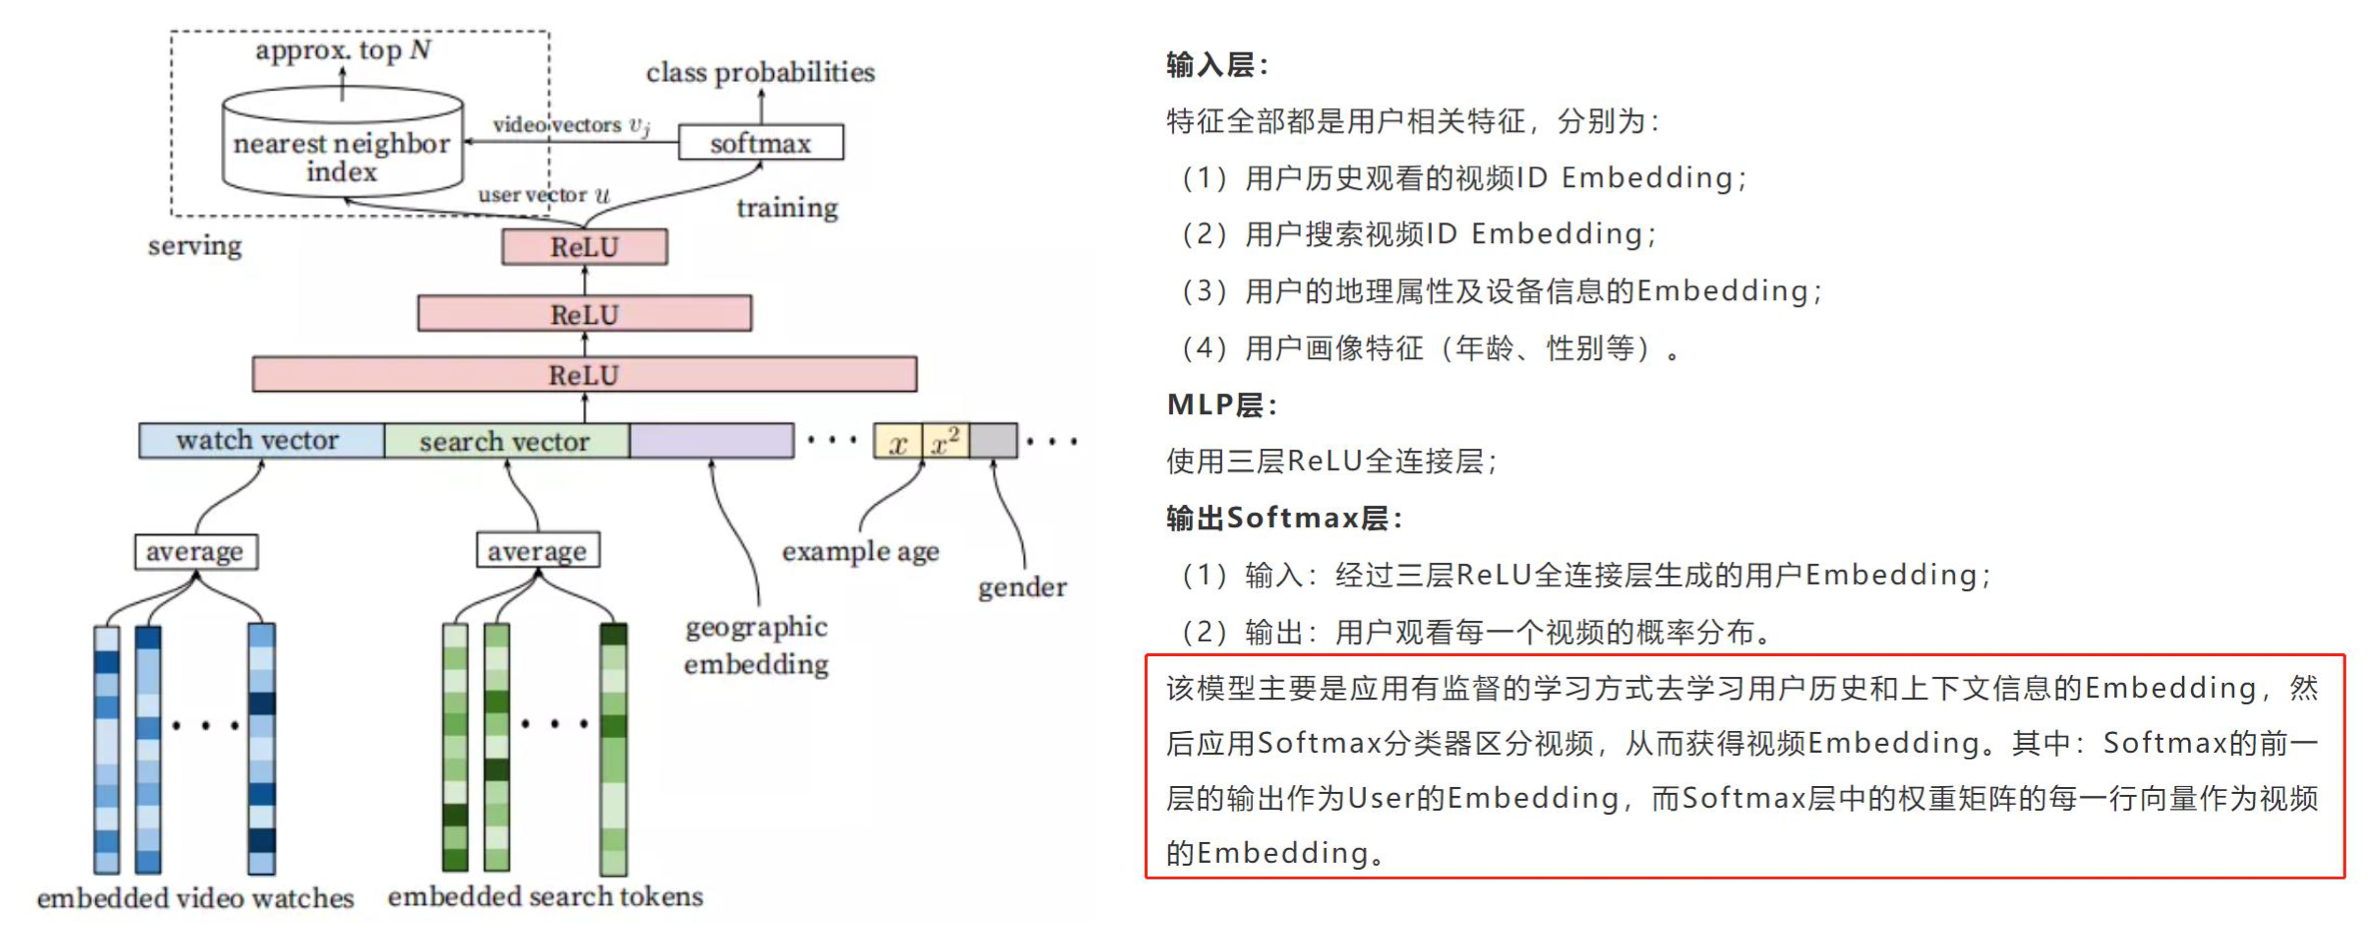 approx. top N
class probabilities
video vectors v_j
softmax
nearest neighbor
index
user vector u
training
serving
ReLU
ReLU
ReLU
watch vector
search vector
···
x
x²
···
average
average
example age
gender
geographic
embedding
···
···
embedded video watches
embedded search tokens
输入层：
特征全部都是用户相关特征，分别为：
（1）用户历史观看的视频ID Embedding；
（2）用户搜索视频ID Embedding；
（3）用户的地理属性及设备信息的Embedding；
（4）用户画像特征（年龄、性别等）。
MLP层：
使用三层ReLU全连接层；
输出Softmax层：
（1）输入：经过三层ReLU全连接层生成的用户Embedding；
（2）输出：用户观看每一个视频的概率分布。
该模型主要是应用有监督的学习方式去学习用户历史和上下文信息的Embedding，然
后应用Softmax分类器区分视频，从而获得视频Embedding。其中：Softmax的前一
层的输出作为User的Embedding，而Softmax层中的权重矩阵的每一行向量作为视频
的Embedding。